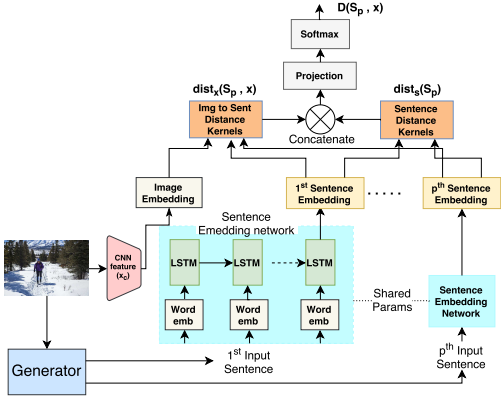 D(Sp , x)
Softmax
Projection
distx(Sp , x)
dists(Sp)
Img to Sent
Distance
Kernels
Concatenate
Sentence
Distance
Kernels
Image
Embedding
1st Sentence
Embedding
.....
pth Sentence
Embedding
Sentence
Emedding network
CNN
feature
(xc)
LSTM
LSTM
LSTM
Word
emb
Word
emb
Word
emb
Shared
Params
Sentence
Embedding
Network
Generator
1st Input
Sentence
pth Input
Sentence